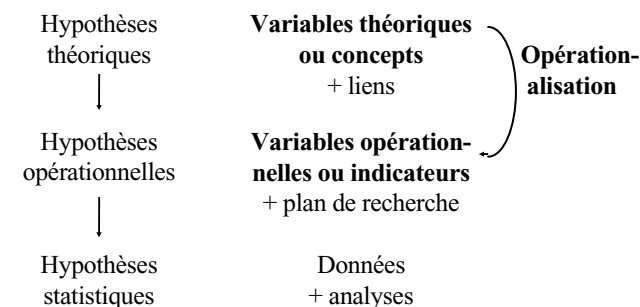 Hypothèses
théoriques
Variables théoriques
ou concepts
+ liens
Opération-
alisation
Hypothèses
opérationnelles
Variables opération-
nelles ou indicateurs
+ plan de recherche
Hypothèses
statistiques
Données
+ analyses